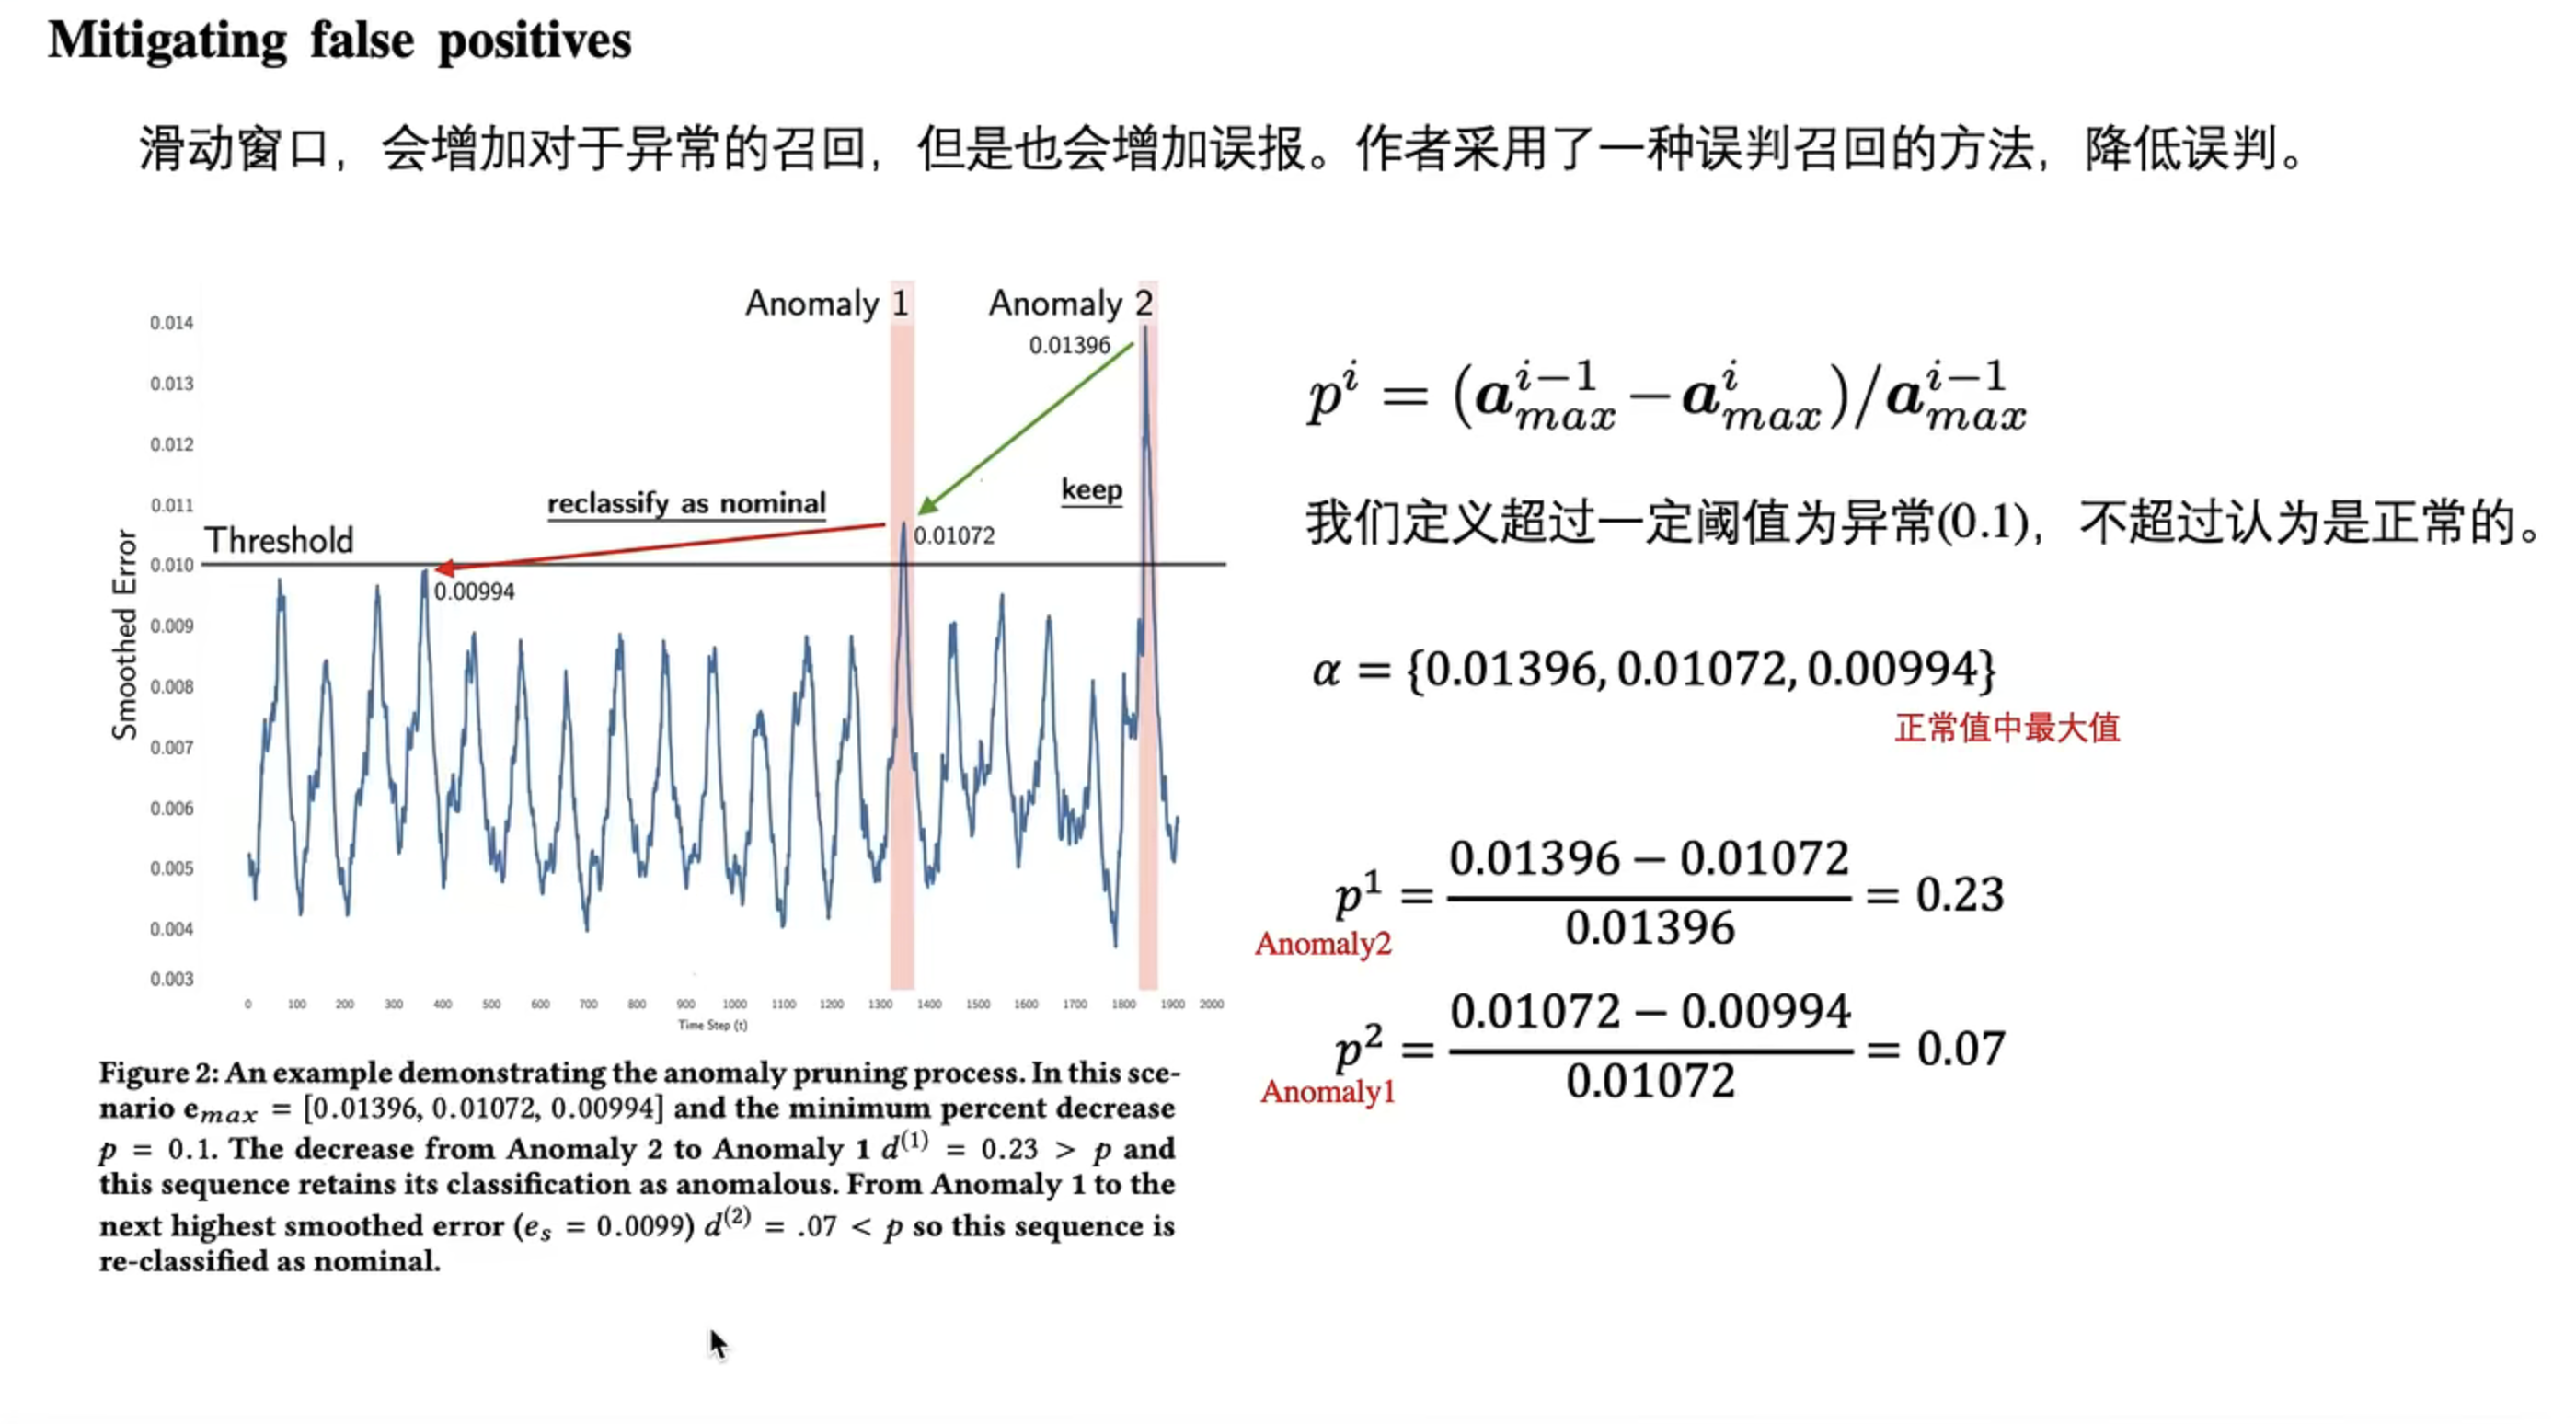 Mitigating false positives
滑动窗口，会增加对于异常的召回，但是也会增加误报。作者采用了一种误判召回的方法，降低误判。
Anomaly 1
Anomaly 2
0.014
0.01396
0.013
0.012
0.011
reclassify as nominal
keep
0.01072
Threshold
0.010
0.00994
0.009
0.008
0.007
0.006
0.005
0.004
0.003
Smoothed Error
0 100 200 300 400 500 600 700 800 900 1000 1100 1200 1300 1400 1500 1600 1700 1800 1900 2000
Time Step (t)
Figure 2: An example demonstrating the anomaly pruning process. In this sce-
nario e_max = [0.01396, 0.01072, 0.00994] and the minimum percent decrease
p = 0.1. The decrease from Anomaly 2 to Anomaly 1 d^(1) = 0.23 > p and
this sequence retains its classification as anomalous. From Anomaly 1 to the
next highest smoothed error (e_s = 0.0099) d^(2) = .07 < p so this sequence is
re-classified as nominal.
p^i = (a_max^{i−1} − a_max^i)/a_max^{i−1}
我们定义超过一定阈值为异常(0.1)，不超过认为是正常的。
α = {0.01396, 0.01072, 0.00994}
正常值中最大值
p^1 = (0.01396 − 0.01072)/0.01396 = 0.23
Anomaly2
p^2 = (0.01072 − 0.00994)/0.01072 = 0.07
Anomaly1